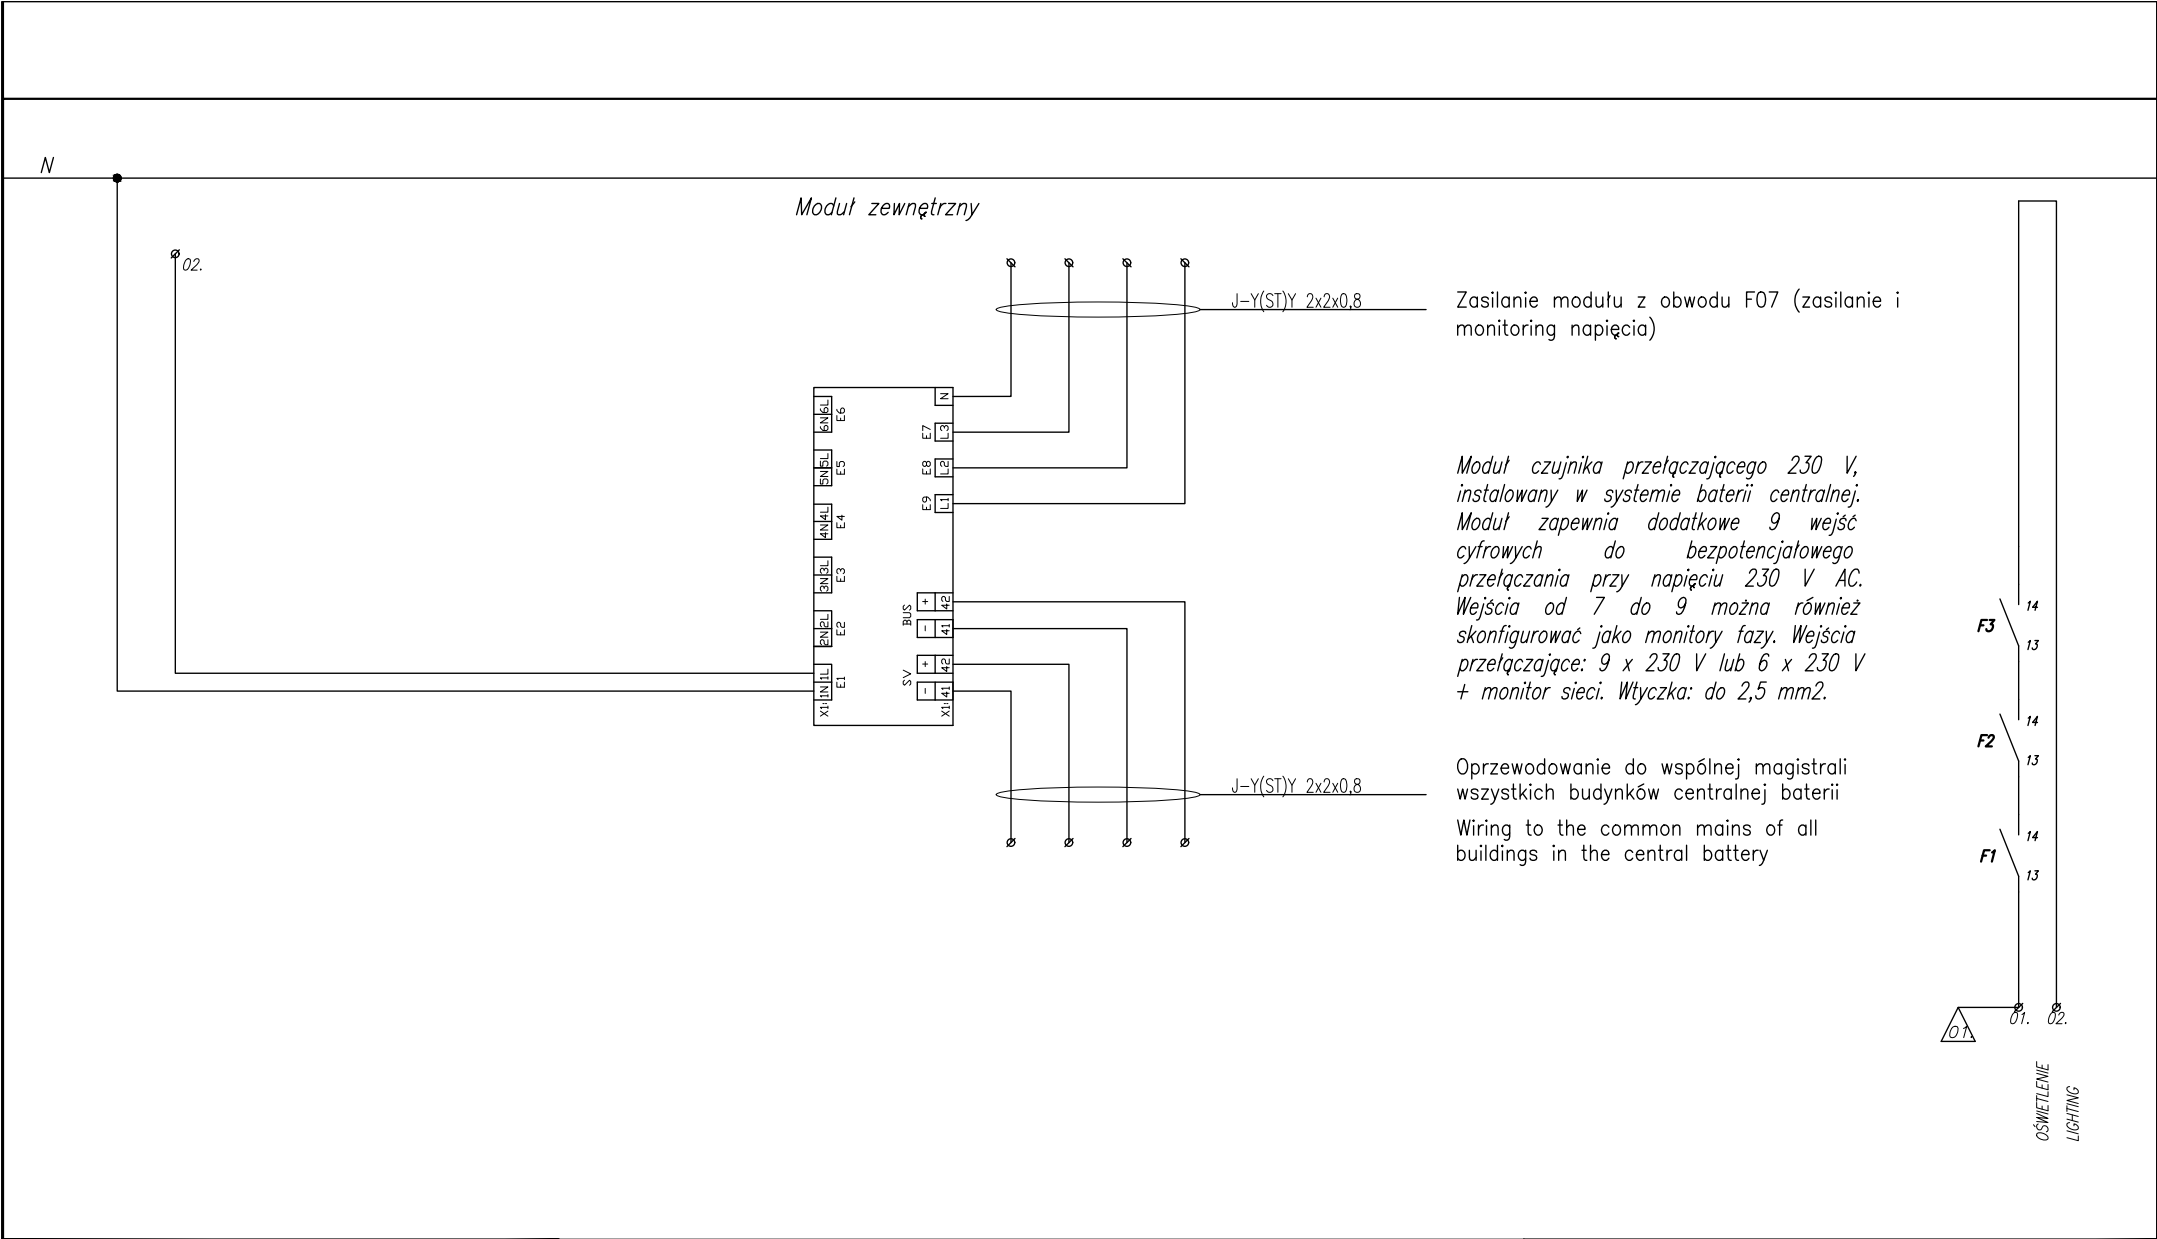 N
Moduł zewnętrzny
02.
J-Y(ST)Y 2x2x0,8
Zasilanie modułu z obwodu F07 (zasilanie i
monitoring napięcia)
6N 6L E6
5N 5L E5
4N 4L E4
3N 3L E3
2N 2L E2
1N 1L E1
X1:
N
E7 L3
E8 L2
E9 L1
BUS
+ 42
- 41
SV
+ 42
- 41
X1:
Moduł czujnika przełączającego 230 V,
instalowany w systemie baterii centralnej.
Moduł zapewnia dodatkowe 9 wejść
cyfrowych do bezpotencjałowego
przełączania przy napięciu 230 V AC.
Wejścia od 7 do 9 można również
skonfigurować jako monitory fazy. Wejścia
przełączające: 9 x 230 V lub 6 x 230 V
+ monitor sieci. Wtyczka: do 2,5 mm2.
J-Y(ST)Y 2x2x0,8
Oprzewodowanie do wspólnej magistrali
wszystkich budynków centralnej baterii
Wiring to the common mains of all
buildings in the central battery
14
F3
13
14
F2
13
14
F1
13
01.
01.
02.
OŚWIETLENIE
LIGHTING